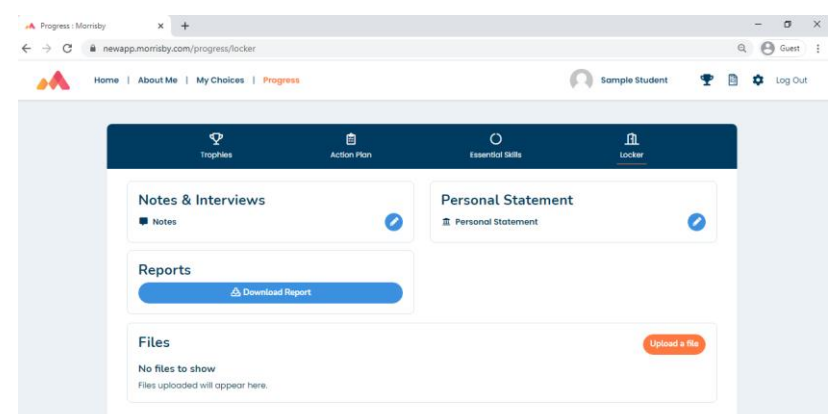 Progress : Morrisby
newapp.morrisby.com/progress/locker
Guest
Home | About Me | My Choices | Progress
Sample Student
Log Out
Trophies
Action Plan
Essential Skills
Locker
Notes & Interviews
Notes
Personal Statement
Personal Statement
Reports
Download Report
Files
Upload a file
No files to show
Files uploaded will appear here.